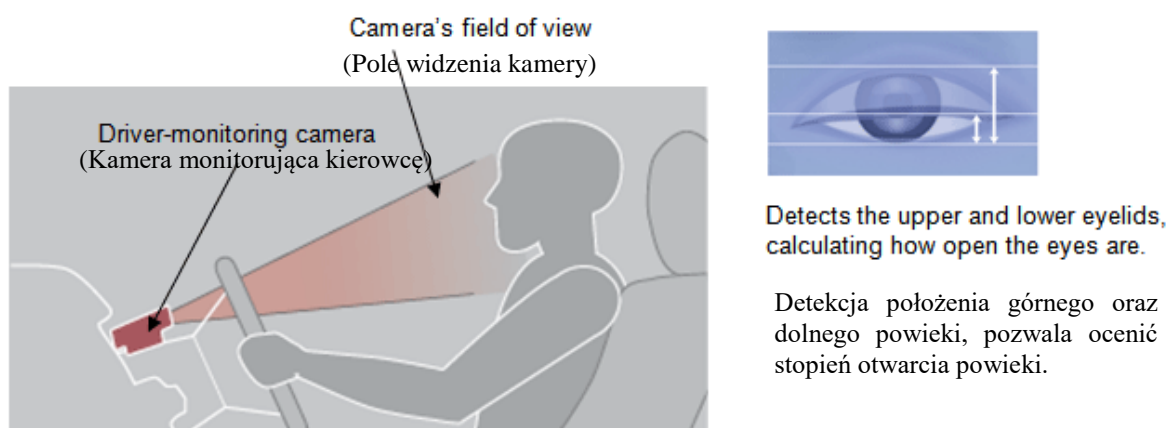 Camera's field of view
(Pole widzenia kamery)
Driver-monitoring camera
(Kamera monitorująca kierowcę)
Detects the upper and lower eyelids,
calculating how open the eyes are.
Detekcja położenia górnego oraz
dolnego powieki, pozwala ocenić
stopień otwarcia powieki.